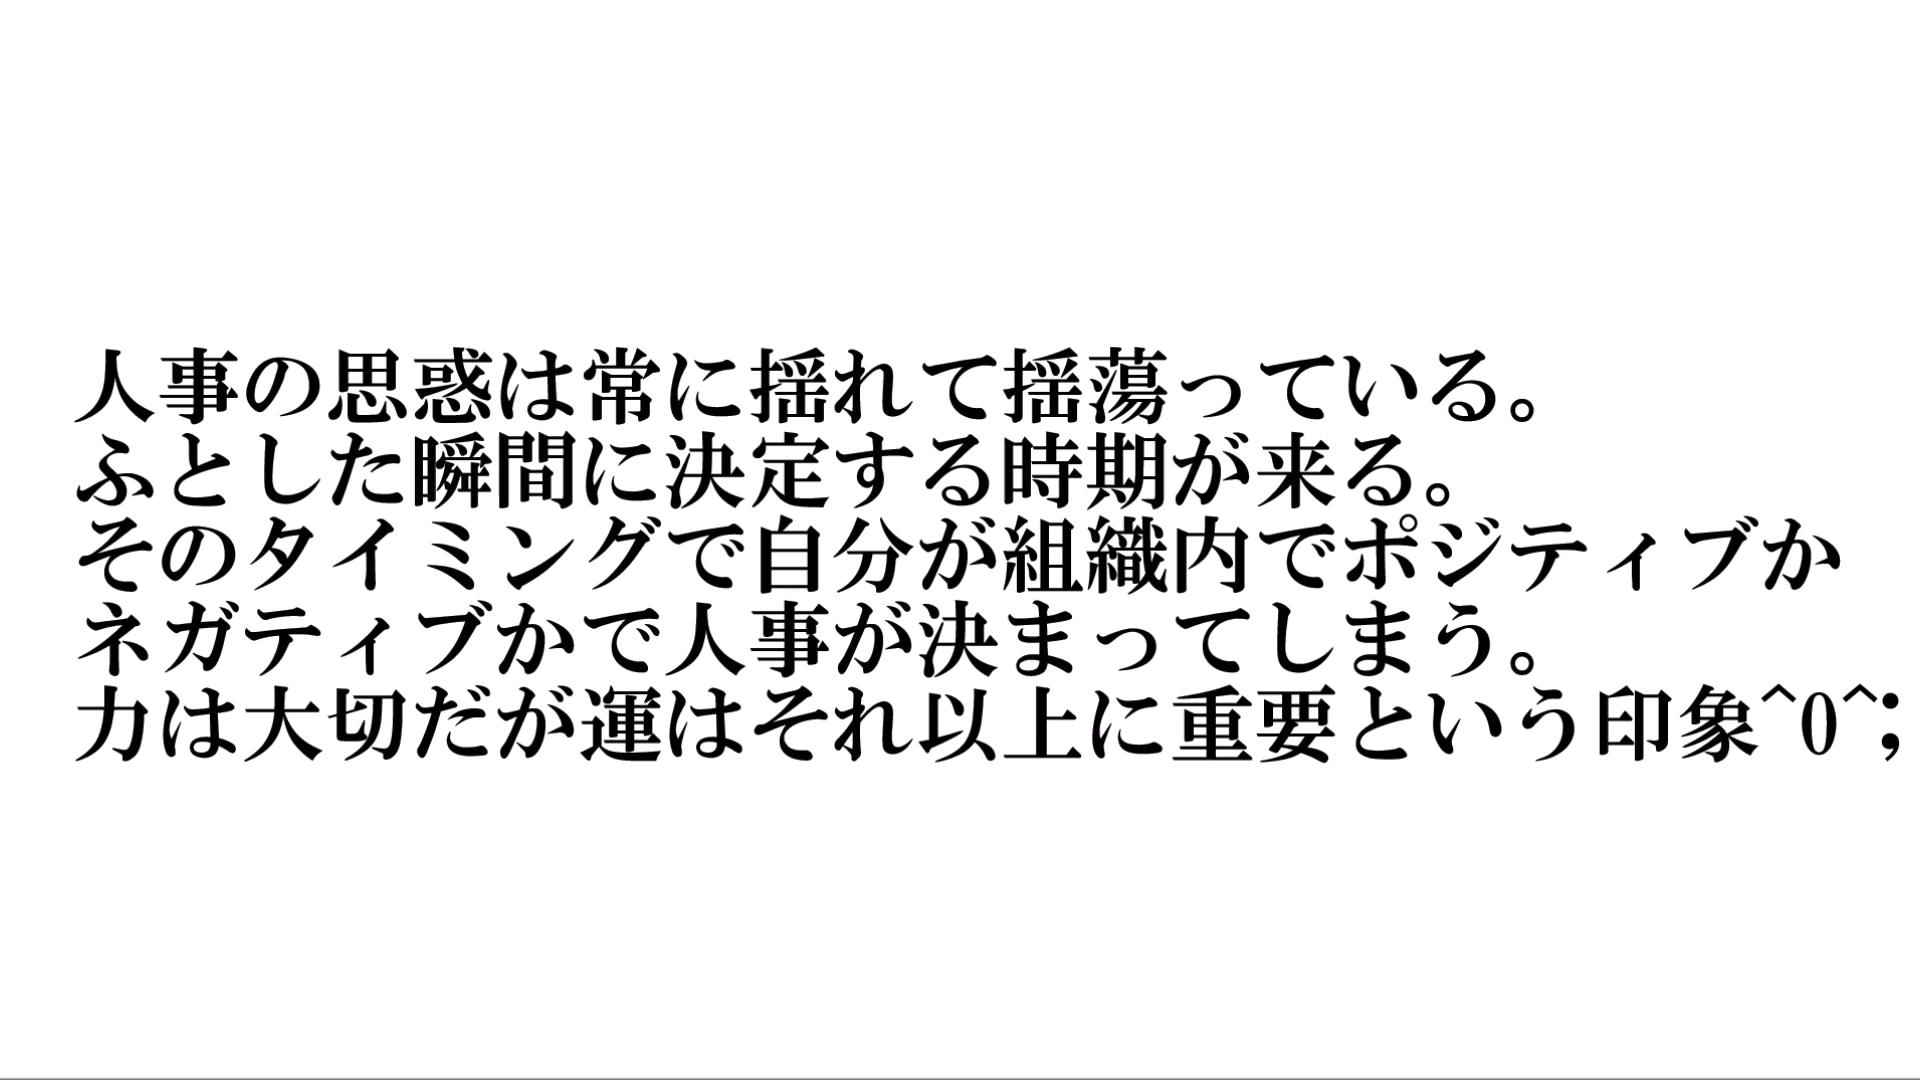 人事の思惑は常に揺れて揺蕩っている。
ふとした瞬間に決定する時期が来る。
そのタイミングで自分が組織内でポジティブか
ネガティブかで人事が決まってしまう。
力は大切だが運はそれ以上に重要という印象^0^;